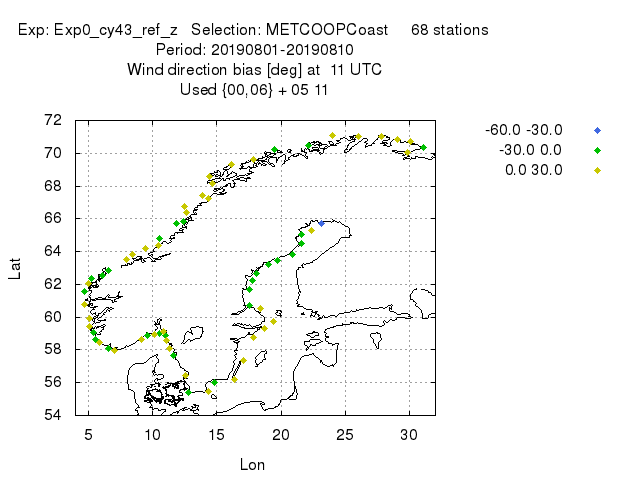 Exp: Exp0_cy43_ref_z   Selection: METCOOPCoast     68 stations
Period: 20190801-20190810
Wind direction bias [deg] at  11 UTC
Used {00,06} + 05 11
-60.0 -30.0
-30.0 0.0
0.0 30.0
72
70
68
66
64
62
60
58
56
54
Lat
5 10 15 20 25 30
Lon